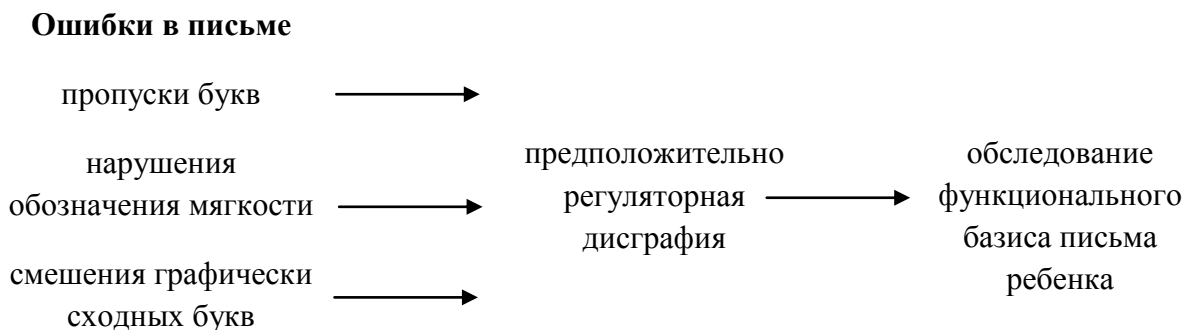 Ошибки в письме
пропуски букв
нарушения
обозначения мягкости
смешения графически
сходных букв
предположительно
регуляторная
дисграфия
обследование
функционального
базиса письма
ребенка